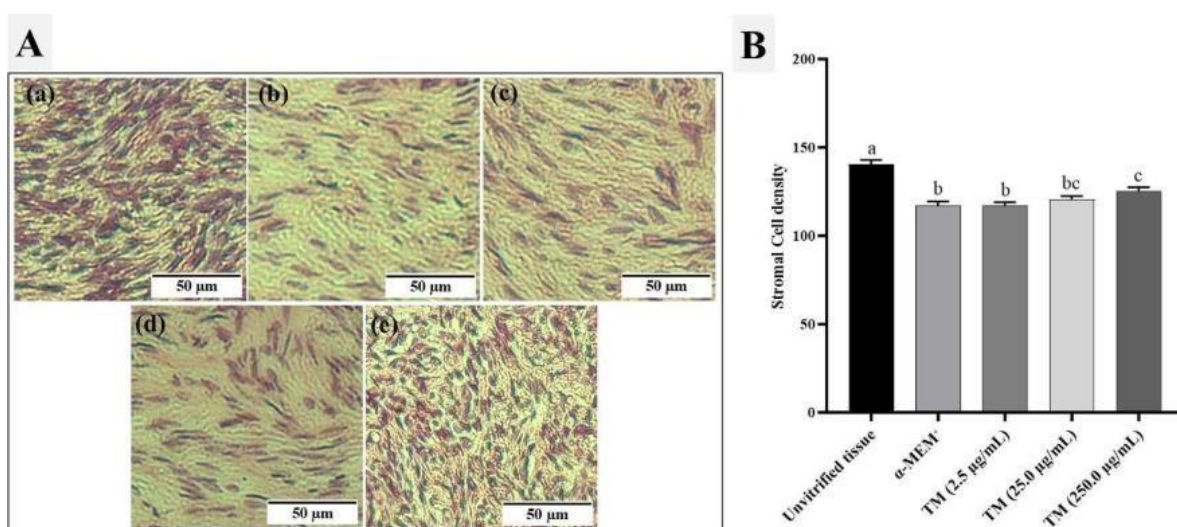 A
(a)
(b)
(c)
50 µm
50 µm
50 µm
(d)
(e)
50 µm
50 µm
B
Stromal Cell density
200
150
100
50
0
a
b
b
bc
c
Unvitrified tissue
α-MEM⁺
TM (2.5 µg/mL)
TM (25.0 µg/mL)
TM (250.0 µg/mL)